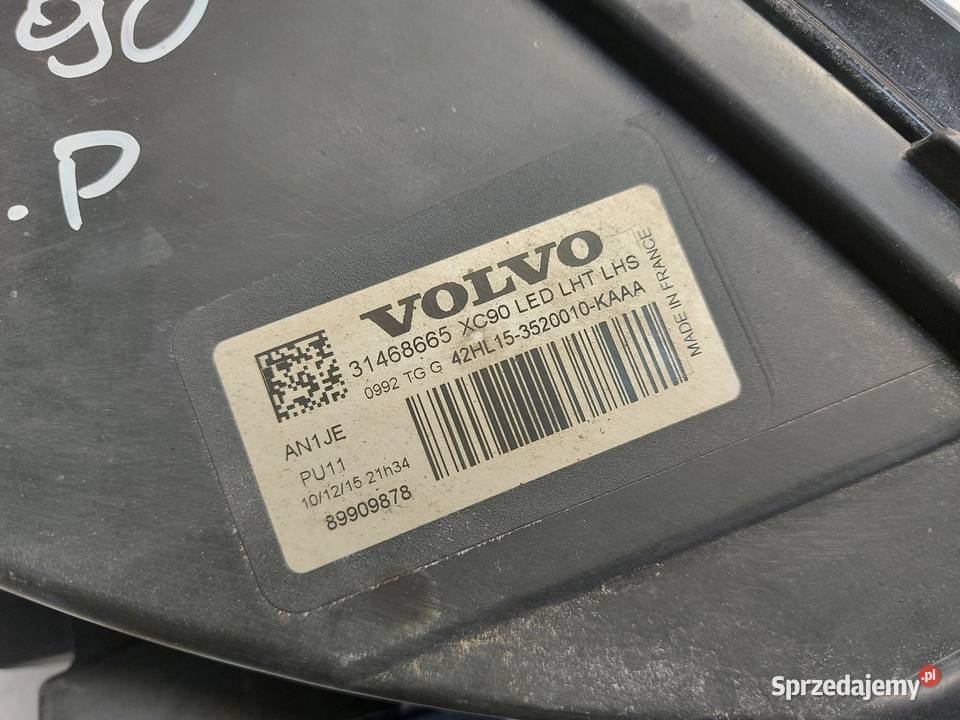 90
.P
VOLVO
31468665 XC90 LED LHT LHS
0992 TG G 42HL15-3520010-KAAA
MADE IN FRANCE
AN1JE
PU11
10/12/15 21h34
89909878
Sprzedajemy.pl